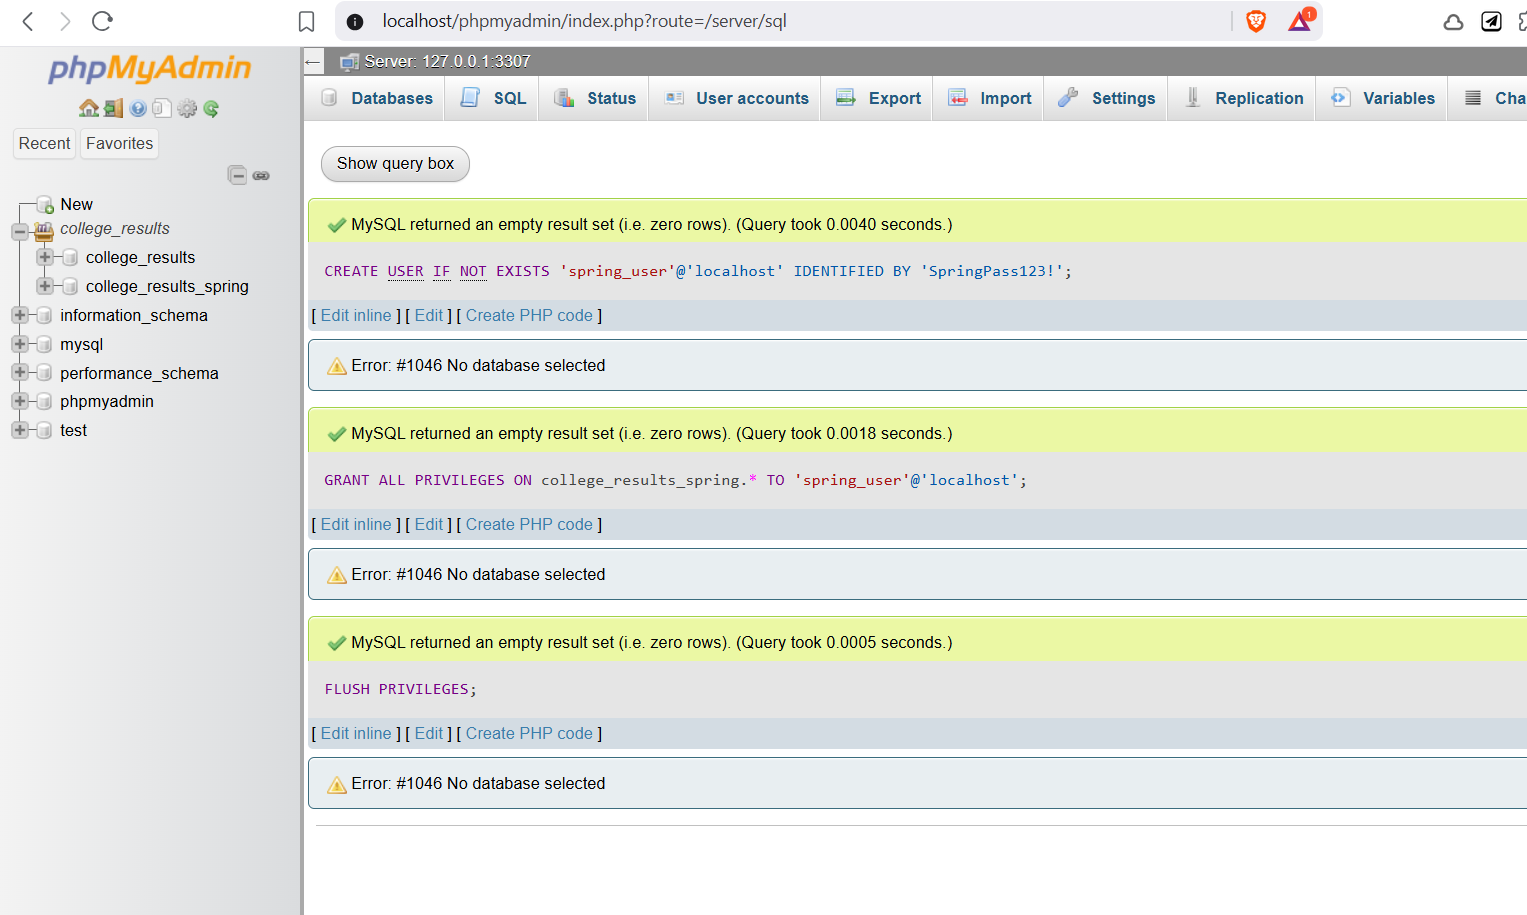 localhost/phpmyadmin/index.php?route=/server/sql
1
phpMyAdmin
Recent
Favorites
New
college_results
college_results
college_results_spring
information_schema
mysql
performance_schema
phpmyadmin
test
Server: 127.0.0.1:3307
Databases
SQL
Status
User accounts
Export
Import
Settings
Replication
Variables
Cha
Show query box
MySQL returned an empty result set (i.e. zero rows). (Query took 0.0040 seconds.)
CREATE USER IF NOT EXISTS 'spring_user'@'localhost' IDENTIFIED BY 'SpringPass123!';
[ Edit inline ] [ Edit ] [ Create PHP code ]
Error: #1046 No database selected
MySQL returned an empty result set (i.e. zero rows). (Query took 0.0018 seconds.)
GRANT ALL PRIVILEGES ON college_results_spring.* TO 'spring_user'@'localhost';
[ Edit inline ] [ Edit ] [ Create PHP code ]
Error: #1046 No database selected
MySQL returned an empty result set (i.e. zero rows). (Query took 0.0005 seconds.)
FLUSH PRIVILEGES;
[ Edit inline ] [ Edit ] [ Create PHP code ]
Error: #1046 No database selected